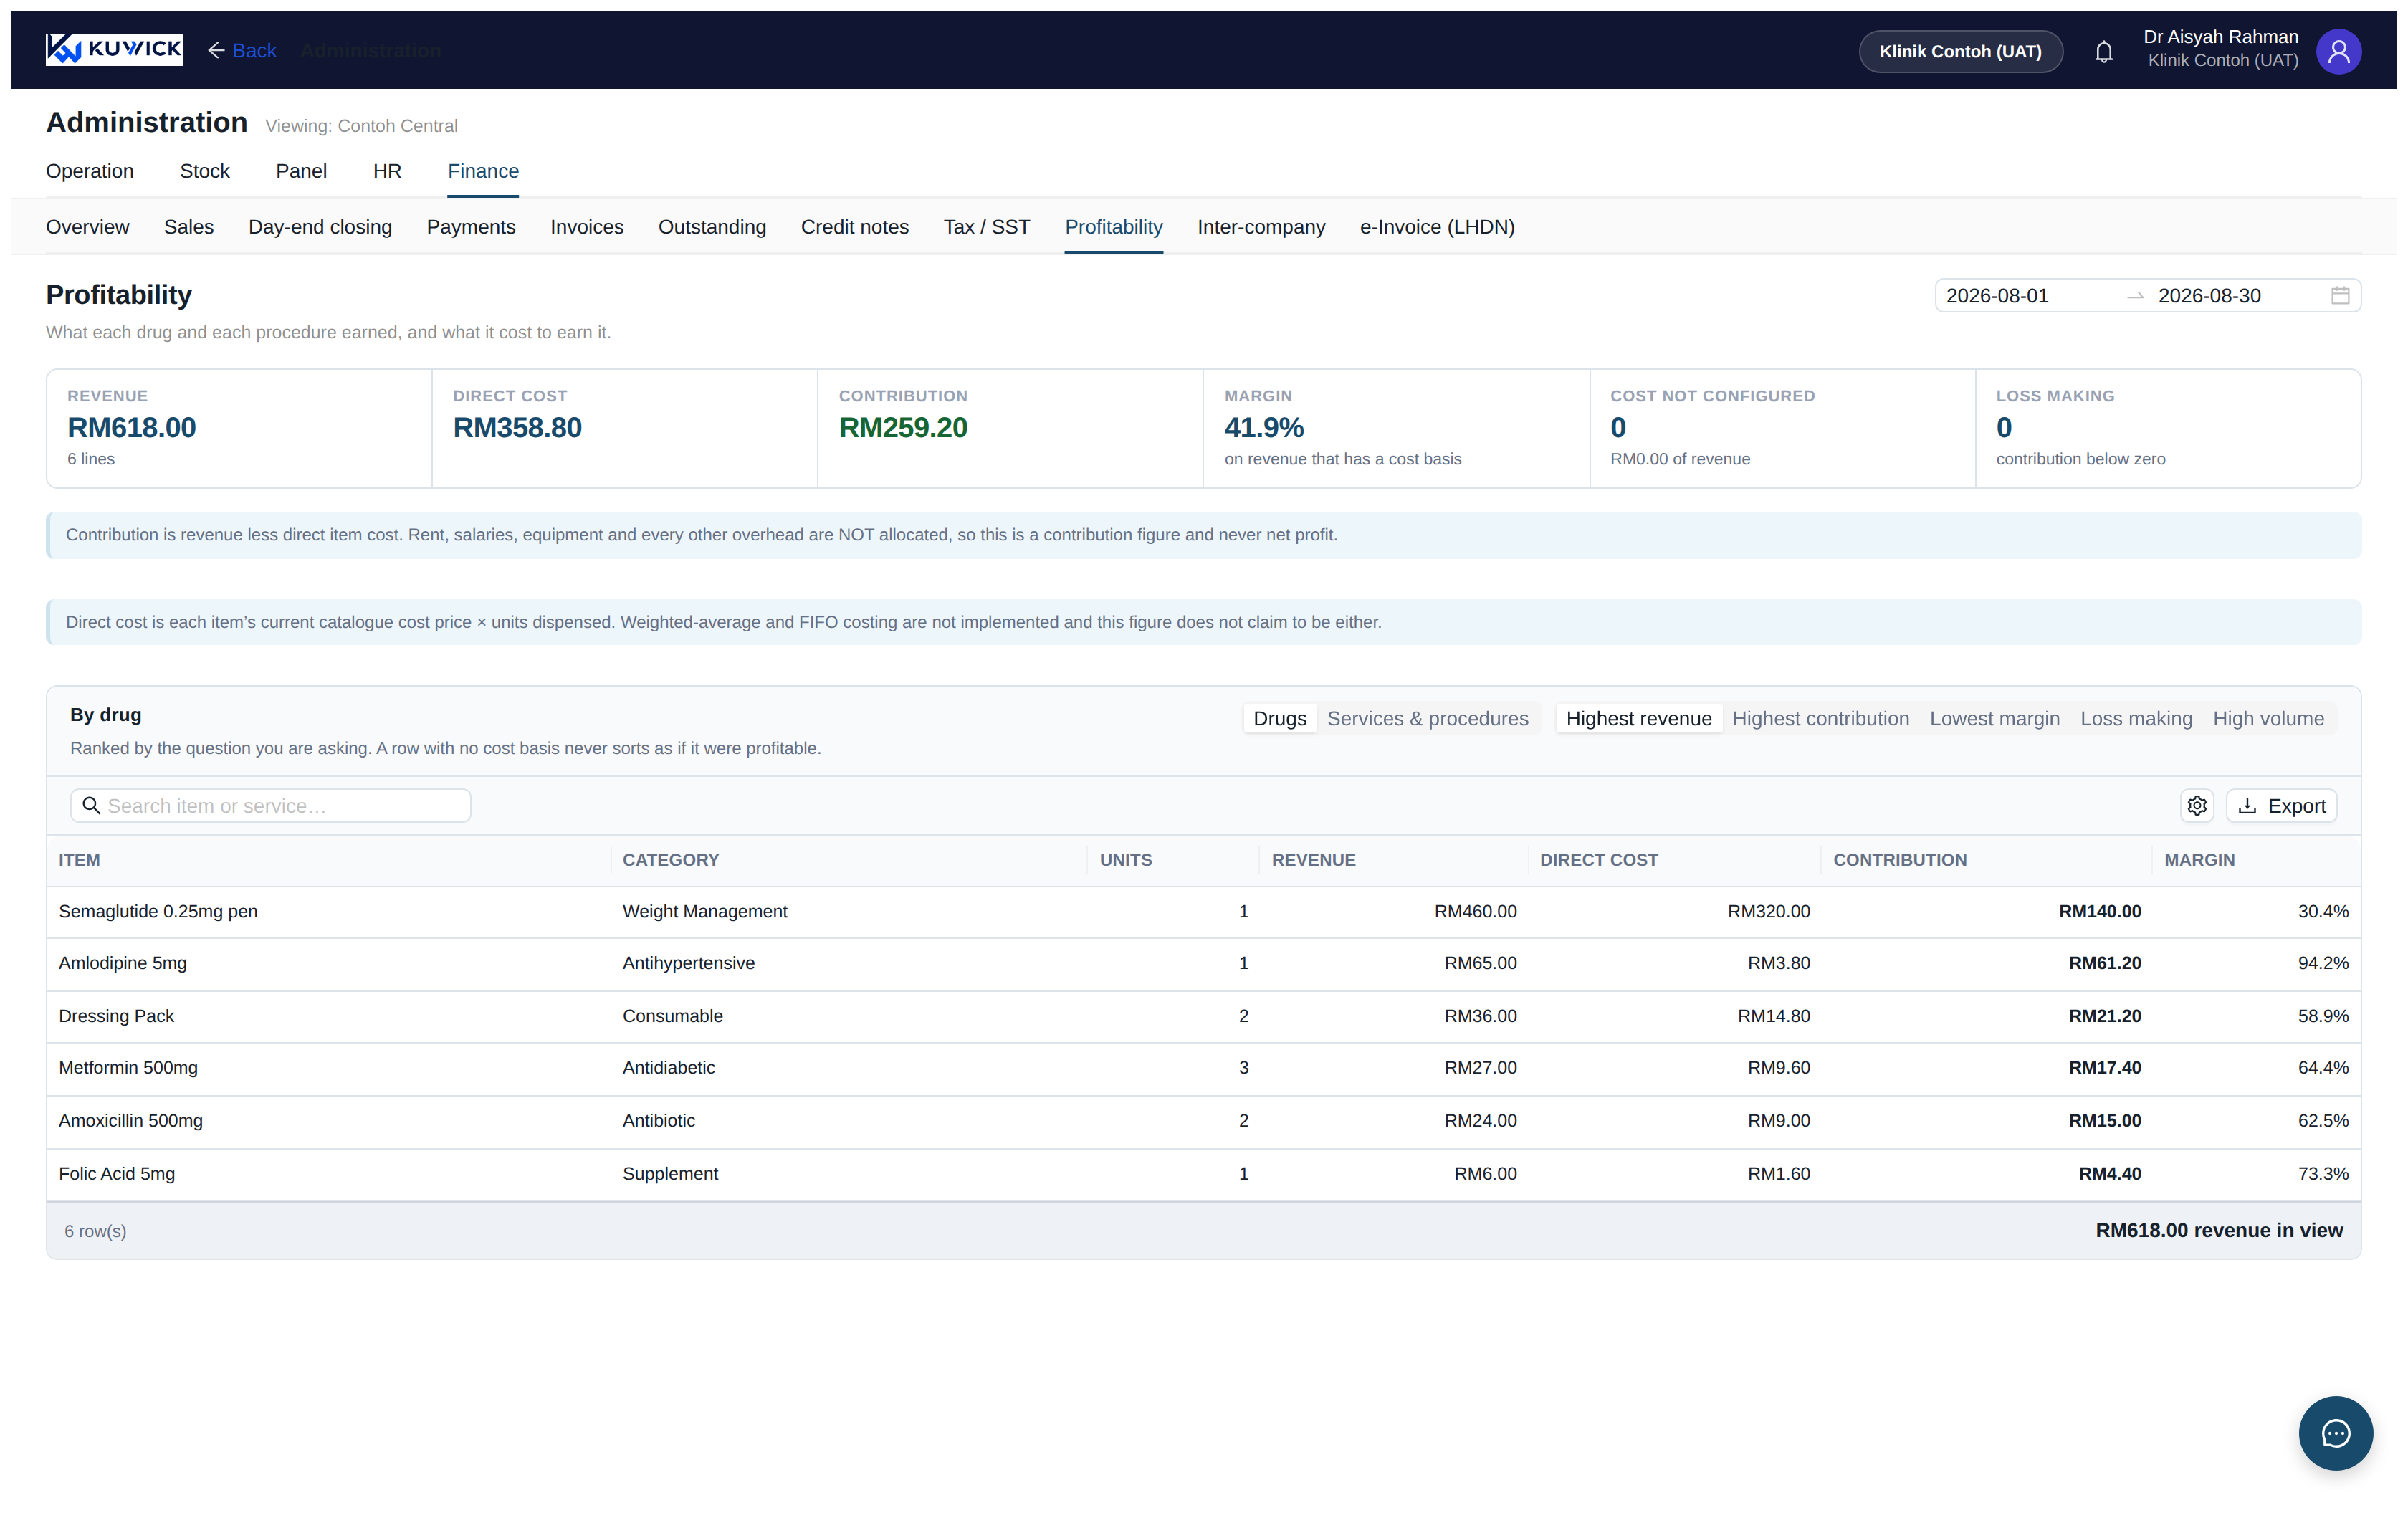 KUWICK Back Administration Klinik Contoh (UAT) Dr Aisyah Rahman
Klinik Contoh (UAT)
Administration Viewing: Contoh Central
Operation Stock Panel HR Finance
Overview Sales Day-end closing Payments Invoices Outstanding Credit notes Tax / SST Profitability Inter-company e-Invoice (LHDN)
Profitability 2026-08-01 2026-08-30
What each drug and each procedure earned, and what it cost to earn it.
REVENUE DIRECT COST CONTRIBUTION MARGIN COST NOT CONFIGURED LOSS MAKING
RM618.00 RM358.80 RM259.20 41.9% 0 0
6 lines on revenue that has a cost basis RM0.00 of revenue contribution below zero
Contribution is revenue less direct item cost. Rent, salaries, equipment and every other overhead are NOT allocated, so this is a contribution figure and never net profit.
Direct cost is each item’s current catalogue cost price × units dispensed. Weighted-average and FIFO costing are not implemented and this figure does not claim to be either.
By drug Drugs Services & procedures Highest revenue Highest contribution Lowest margin Loss making High volume
Ranked by the question you are asking. A row with no cost basis never sorts as if it were profitable.
Search item or service… Export
ITEM CATEGORY UNITS REVENUE DIRECT COST CONTRIBUTION MARGIN
Semaglutide 0.25mg pen Weight Management 1 RM460.00 RM320.00 RM140.00 30.4%
Amlodipine 5mg Antihypertensive 1 RM65.00 RM3.80 RM61.20 94.2%
Dressing Pack Consumable 2 RM36.00 RM14.80 RM21.20 58.9%
Metformin 500mg Antidiabetic 3 RM27.00 RM9.60 RM17.40 64.4%
Amoxicillin 500mg Antibiotic 2 RM24.00 RM9.00 RM15.00 62.5%
Folic Acid 5mg Supplement 1 RM6.00 RM1.60 RM4.40 73.3%
6 row(s) RM618.00 revenue in view